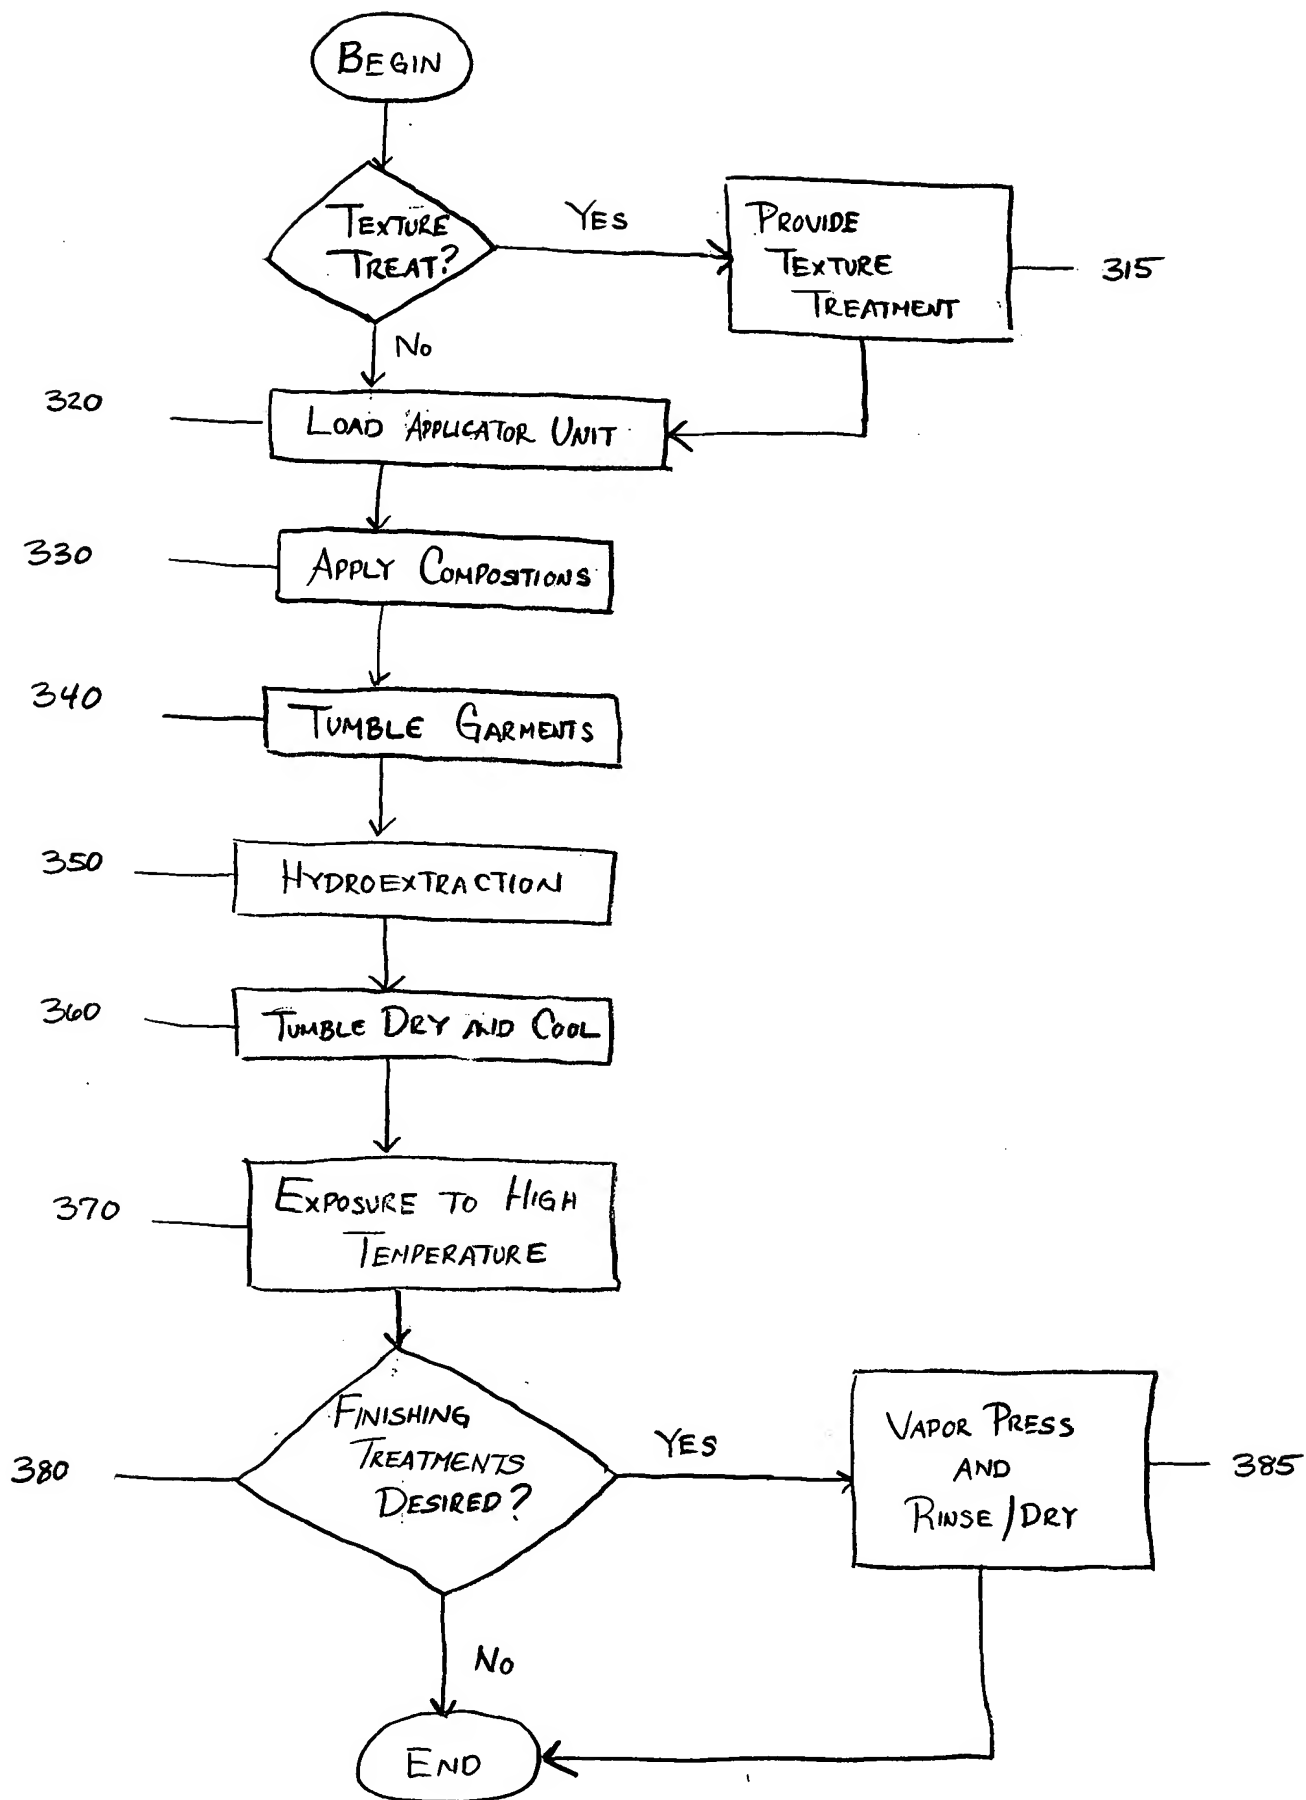 BEGIN
TEXTURE
TREAT?
YES
PROVIDE
TEXTURE
TREATMENT
315
No
320
LOAD APPLICATOR UNIT
330
APPLY COMPOSITIONS
340
TUMBLE GARMENTS
350
HYDROEXTRACTION
360
TUMBLE DRY AND COOL
370
EXPOSURE TO HIGH
TEMPERATURE
380
FINISHING
TREATMENTS
DESIRED?
YES
VAPOR PRESS
AND
RINSE/DRY
385
No
END